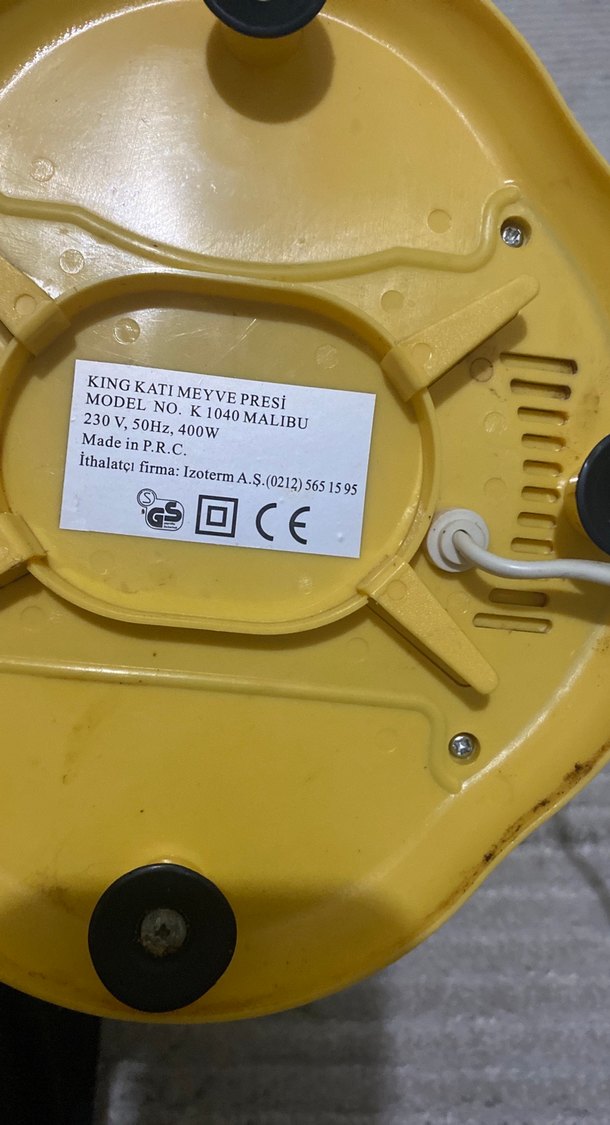 KING KATI MEYVE PRESİ
MODEL NO. K 1040 MALIBU
230 V, 50Hz, 400W
Made in P.R.C.
İthalatçı firma: Izoterm A.Ş.(0212) 565 15 95
S GS CE